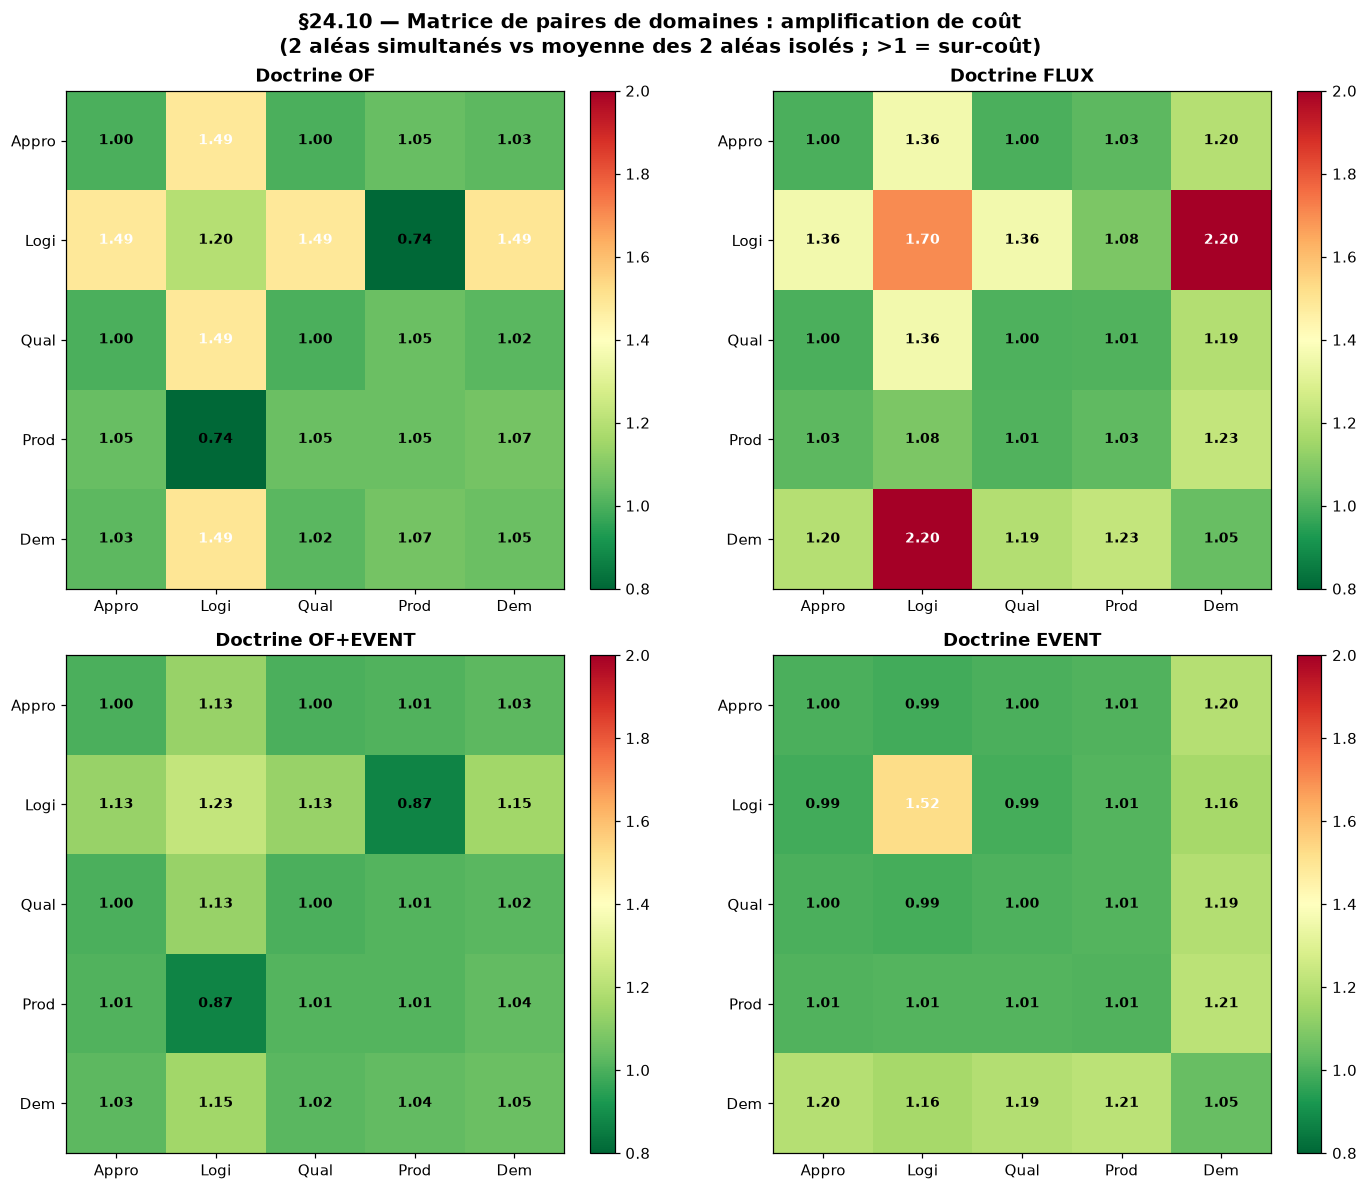 §24.10 — Matrice de paires de domaines : amplification de coût
(2 aléas simultanés vs moyenne des 2 aléas isolés ; >1 = sur-coût)
Doctrine OF
Appro 1.00 1.49 1.00 1.05 1.03
Logi 1.49 1.20 1.49 0.74 1.49
Qual 1.00 1.49 1.00 1.05 1.02
Prod 1.05 0.74 1.05 1.05 1.07
Dem 1.03 1.49 1.02 1.07 1.05
Appro Logi Qual Prod Dem
2.0
1.8
1.6
1.4
1.2
1.0
0.8
Doctrine FLUX
Appro 1.00 1.36 1.00 1.03 1.20
Logi 1.36 1.70 1.36 1.08 2.20
Qual 1.00 1.36 1.00 1.01 1.19
Prod 1.03 1.08 1.01 1.03 1.23
Dem 1.20 2.20 1.19 1.23 1.05
Appro Logi Qual Prod Dem
2.0
1.8
1.6
1.4
1.2
1.0
0.8
Doctrine OF+EVENT
Appro 1.00 1.13 1.00 1.01 1.03
Logi 1.13 1.23 1.13 0.87 1.15
Qual 1.00 1.13 1.00 1.01 1.02
Prod 1.01 0.87 1.01 1.01 1.04
Dem 1.03 1.15 1.02 1.04 1.05
Appro Logi Qual Prod Dem
2.0
1.8
1.6
1.4
1.2
1.0
0.8
Doctrine EVENT
Appro 1.00 0.99 1.00 1.01 1.20
Logi 0.99 1.52 0.99 1.01 1.16
Qual 1.00 0.99 1.00 1.01 1.19
Prod 1.01 1.01 1.01 1.01 1.21
Dem 1.20 1.16 1.19 1.21 1.05
Appro Logi Qual Prod Dem
2.0
1.8
1.6
1.4
1.2
1.0
0.8